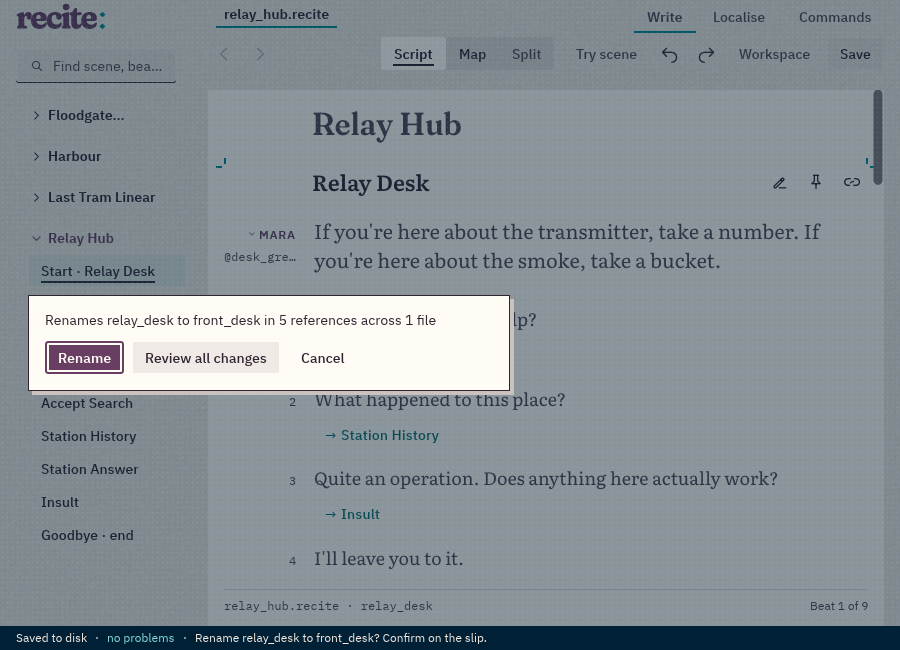 recite:
relay_hub.recite
Write
Localise
Commands
Find scene, bea...
Script
Map
Split
Try scene
Workspace
Save
Floodgate...
Harbour
Last Tram Linear
Relay Hub
Start · Relay Desk
Relay Hub
Relay Desk
MARA
@desk_gre…
If you're here about the transmitter, take a number. If
you're here about the smoke, take a bucket.
lp?
Renames relay_desk to front_desk in 5 references across 1 file
Rename
Review all changes
Cancel
Accept Search
Station History
Station Answer
Insult
Goodbye · end
2 What happened to this place?
→ Station History
3 Quite an operation. Does anything here actually work?
→ Insult
4 I'll leave you to it.
relay_hub.recite · relay_desk
Beat 1 of 9
Saved to disk · no problems · Rename relay_desk to front_desk? Confirm on the slip.